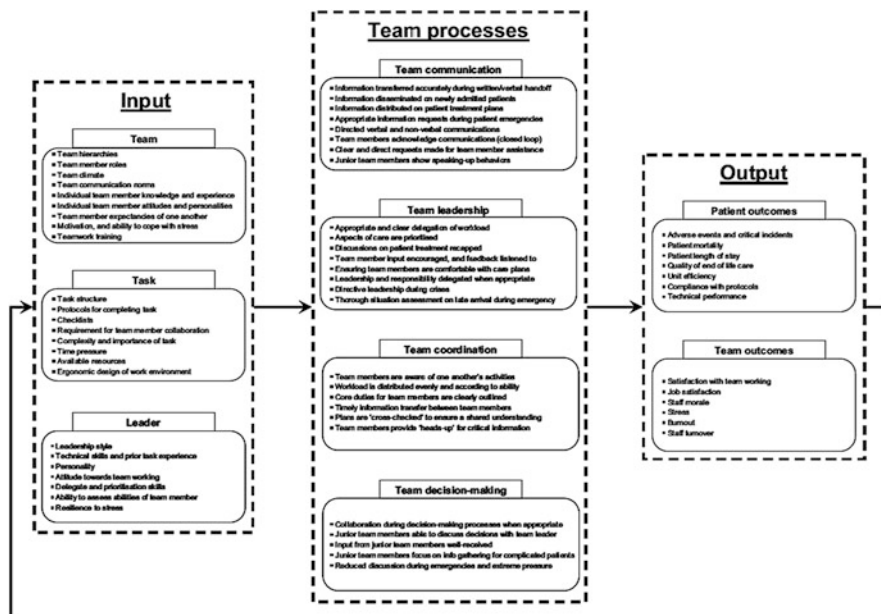 Input
Team
Team hierarchies
Team member roles
Team climate
Team communication norms
Individual team member knowledge and experience
Individual team member attitudes and personalities
Team member expectancies of one another
Motivation, and ability to cope with stress
Teamwork training
Task
Task structure
Protocols for completing task
Checklists
Requirement for team member collaboration
Complexity and importance of task
Time pressure
Available resources
Ergonomic design of work environment
Leader
Leadership style
Technical skills and prior task experience
Personality
Attitude towards team working
Delegate and prioritisation skills
Ability to assess abilities of team member
Resilience to stress
Team processes
Team communication
Information transferred accurately during written/verbal handoff
Information disseminated on newly admitted patients
Information distributed on patient treatment plans
Appropriate information requests during patient emergencies
Directed verbal and non-verbal communications
Team members acknowledge communications (closed loop)
Clear and direct requests made for team member assistance
Junior team members show speaking-up behaviors
Team leadership
Appropriate and clear delegation of workload
Aspects of care are prioritised
Discussions on patient treatment recapped
Team member input encouraged, and feedback listened to
Ensuring team members are comfortable with care plans
Leadership and responsibility delegated when appropriate
Directive leadership during crises
Thorough situation assessment on late arrival during emergency
Team coordination
Team members are aware of one another's activities
Workload is distributed evenly and according to ability
Core duties for team members are clearly outlined
Timely information transfer between team members
Plans are 'cross-checked' to ensure a shared understanding
Team members provide 'heads-up' for critical information
Team decision-making
Collaboration during decision-making processes when appropriate
Junior team members able to discuss decisions with team leader
Input from junior team members well-received
Junior team members focus on info gathering for complicated patients
Reduced discussion during emergencies and extreme pressure
Output
Patient outcomes
Adverse events and critical incidents
Patient mortality
Patient length of stay
Quality of end of life care
Unit efficiency
Compliance with protocols
Technical performance
Team outcomes
Satisfaction with team working
Job satisfaction
Staff morale
Stress
Burnout
Staff turnover